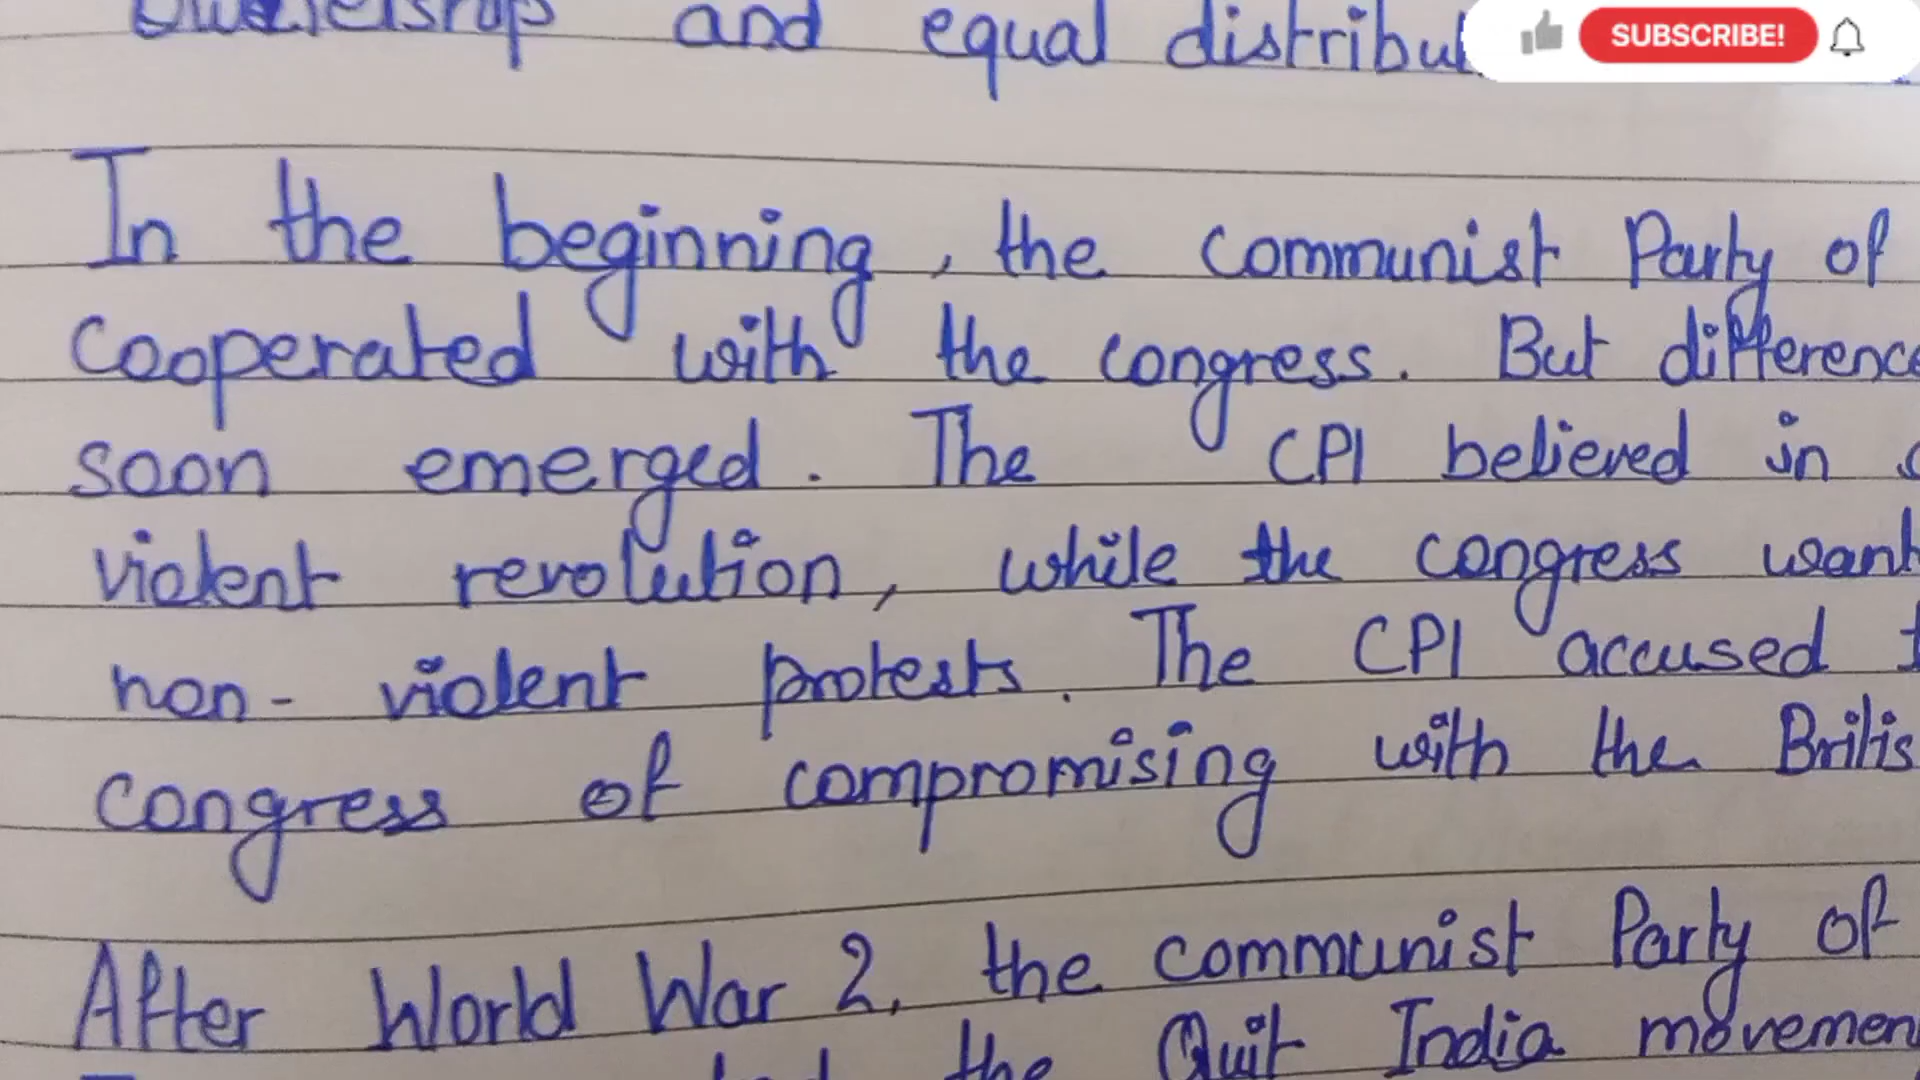 and equal distribut
SUBSCRIBE!
In the beginning, the communist Party of
cooperated with the congress. But differenc
soon emerged. The CPI believed in
violent revolution, while the congress want
non-violent protests. The CPI accused
congress of compromising with the Britis
After World War 2, the communist Party of
the Quit India movemen